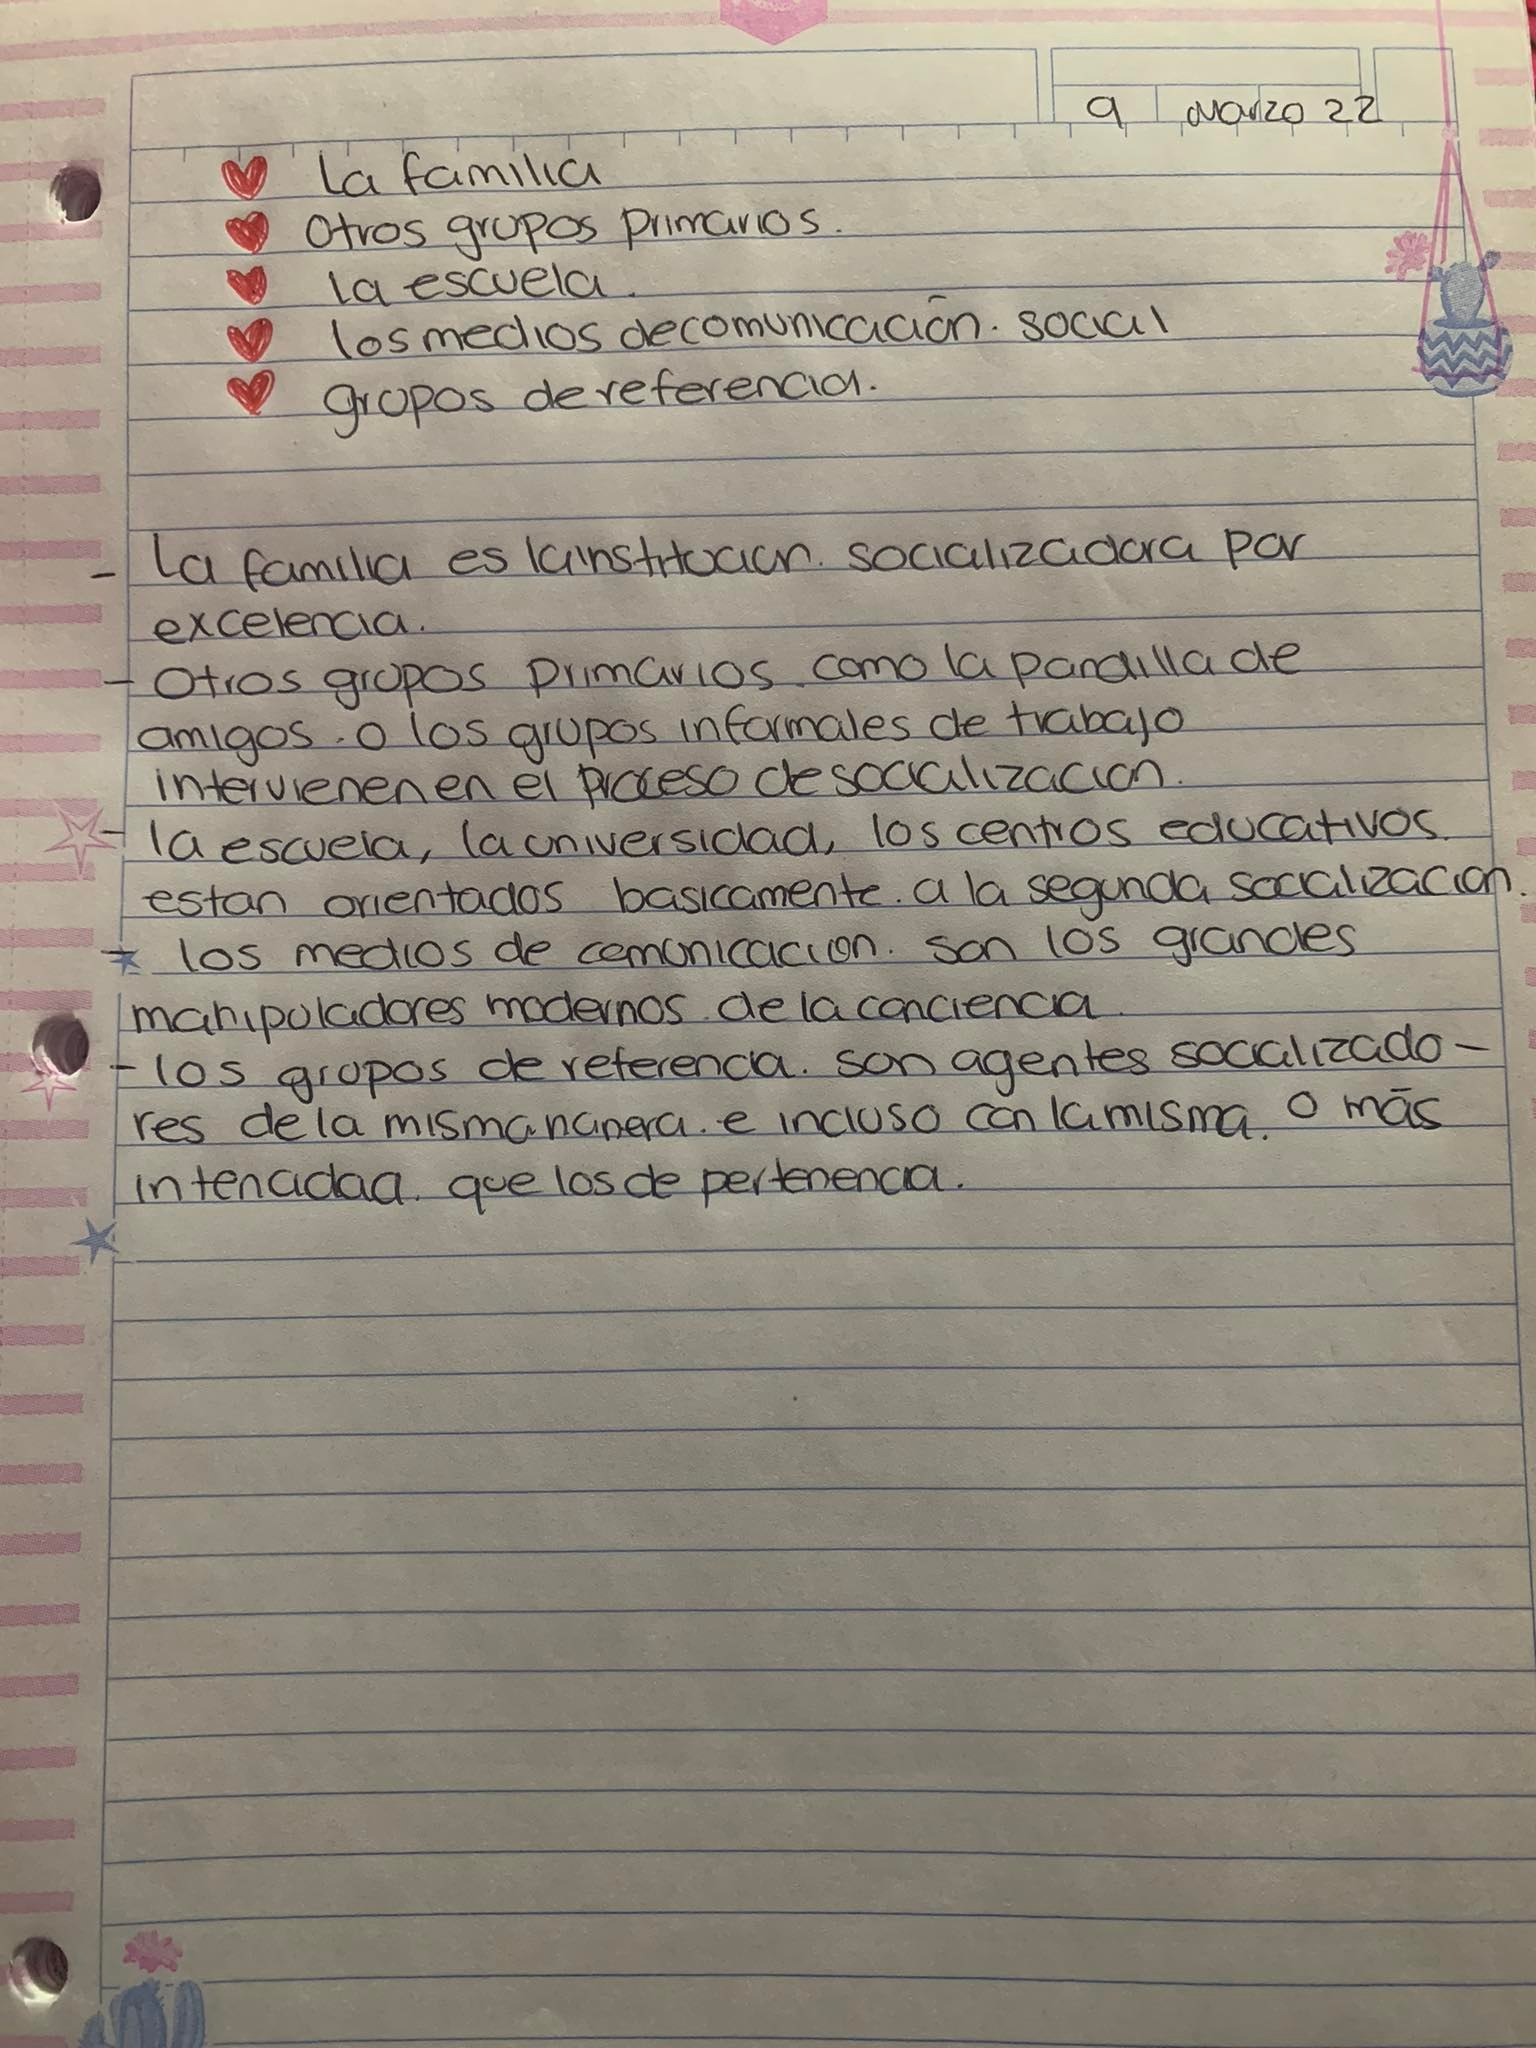 9 Marzo 22
La familia
Otros grupos primarios.
la escuela.
los medios de comunicación. social
grupos de referencia.
- La familia es la institucion. socializadora por
excelencia.
- Otros grupos primarios. como la pandilla de
amigos. o los grupos informales de trabajo
intervienen en el proceso de socialización.
- la escuela, la universidad, los centros educativos.
estan orientados basicamente. a la segunda socializacion.
los medios de comunicacion. son los grandes
manipuladores modernos. de la conciencia.
- los grupos de referencia. son agentes socializado-
res de la misma manera. e incluso con la misma. o más
intencidad. que los de pertenencia.